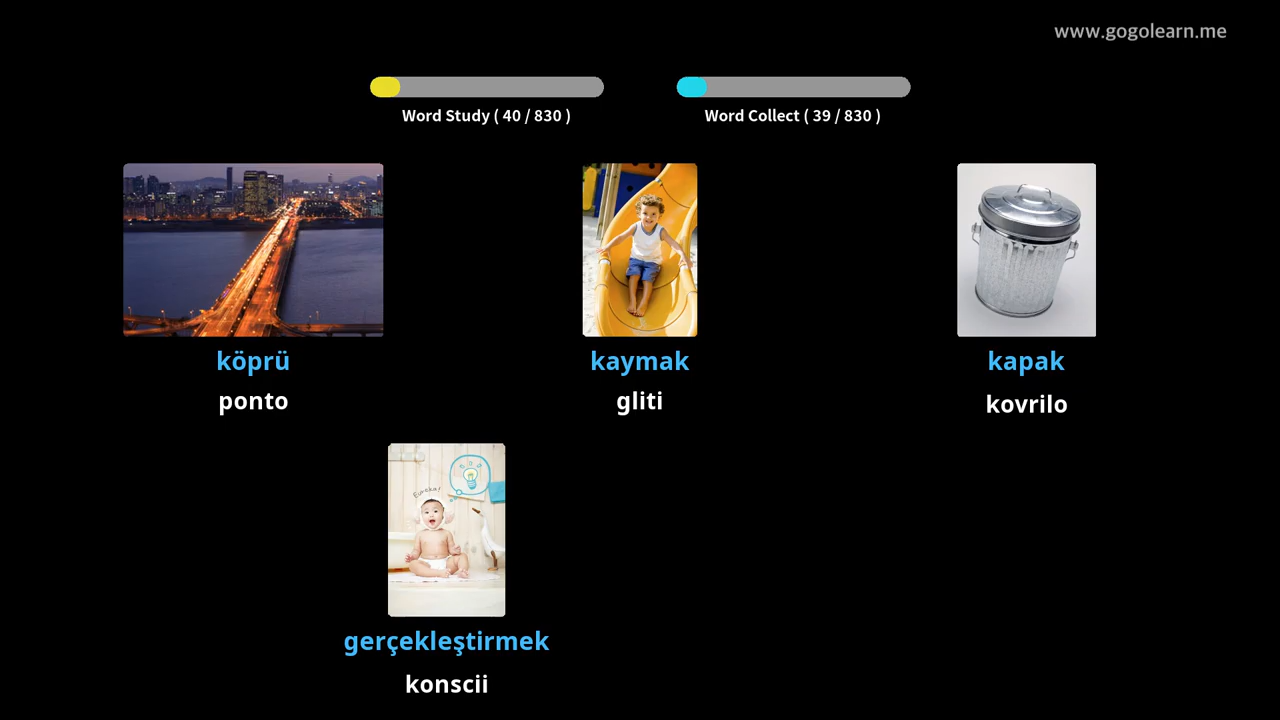 www.gogolearn.me
Word Study ( 40 / 830 )
Word Collect ( 39 / 830 )
köprü
ponto
kaymak
gliti
kapak
kovrilo
Eureka!
gerçekleştirmek
konscii